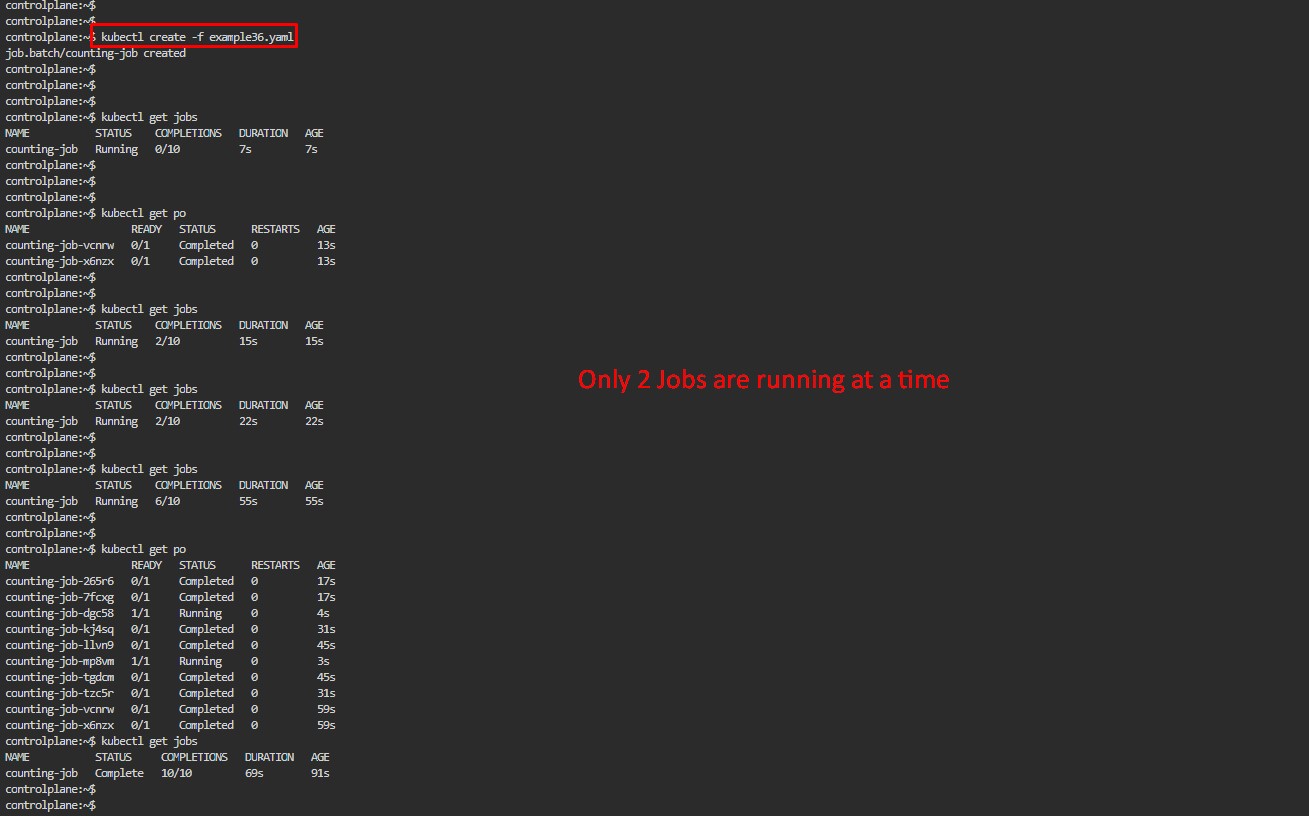 controlplane:~$
controlplane:~$
controlplane:~$ kubectl create -f example36.yaml
job.batch/counting-job created
controlplane:~$
controlplane:~$
controlplane:~$
controlplane:~$ kubectl get jobs
NAME STATUS COMPLETIONS DURATION AGE
counting-job Running 0/10 7s 7s
controlplane:~$
controlplane:~$
controlplane:~$
controlplane:~$ kubectl get po
NAME READY STATUS RESTARTS AGE
counting-job-vcnrw 0/1 Completed 0 13s
counting-job-x6nzx 0/1 Completed 0 13s
controlplane:~$
controlplane:~$
controlplane:~$ kubectl get jobs
NAME STATUS COMPLETIONS DURATION AGE
counting-job Running 2/10 15s 15s
controlplane:~$
controlplane:~$
Only 2 Jobs are running at a time
controlplane:~$ kubectl get jobs
NAME STATUS COMPLETIONS DURATION AGE
counting-job Running 2/10 22s 22s
controlplane:~$
controlplane:~$
controlplane:~$ kubectl get jobs
NAME STATUS COMPLETIONS DURATION AGE
counting-job Running 6/10 55s 55s
controlplane:~$
controlplane:~$
controlplane:~$ kubectl get po
NAME READY STATUS RESTARTS AGE
counting-job-265r6 0/1 Completed 0 17s
counting-job-7fcxg 0/1 Completed 0 17s
counting-job-dgc58 1/1 Running 0 4s
counting-job-kj4sq 0/1 Completed 0 31s
counting-job-llvn9 0/1 Completed 0 45s
counting-job-mp8vm 1/1 Running 0 3s
counting-job-tgdcm 0/1 Completed 0 45s
counting-job-tzc5r 0/1 Completed 0 31s
counting-job-vcnrw 0/1 Completed 0 59s
counting-job-x6nzx 0/1 Completed 0 59s
controlplane:~$ kubectl get jobs
NAME STATUS COMPLETIONS DURATION AGE
counting-job Complete 10/10 69s 91s
controlplane:~$
controlplane:~$